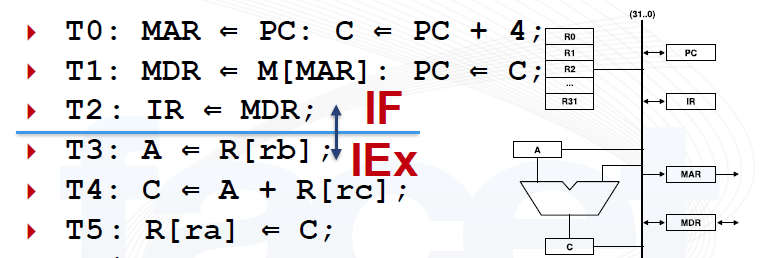 T0: MAR ⇐ PC: C ⇐ PC + 4;
T1: MDR ⇐ M[MAR]: PC ⇐ C;
T2: IR ⇐ MDR;
IF
T3: A ⇐ R[rb];
IEx
T4: C ⇐ A + R[rc];
T5: R[ra] ⇐ C;
(31..0)
R0
R1
R2
...
R31
PC
IR
A
MAR
MDR
C